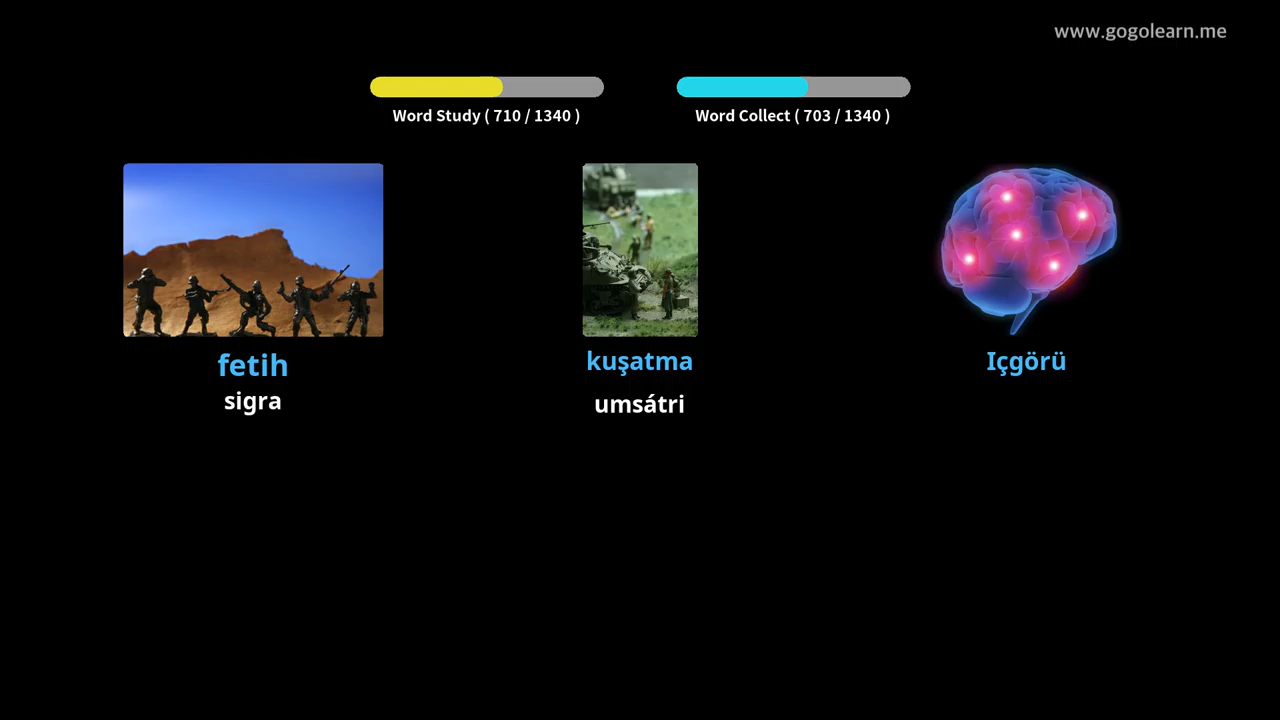 www.gogolearn.me
Word Study ( 710 / 1340 )
Word Collect ( 703 / 1340 )
fetih
kuşatma
Içgörü
sigra
umsátri